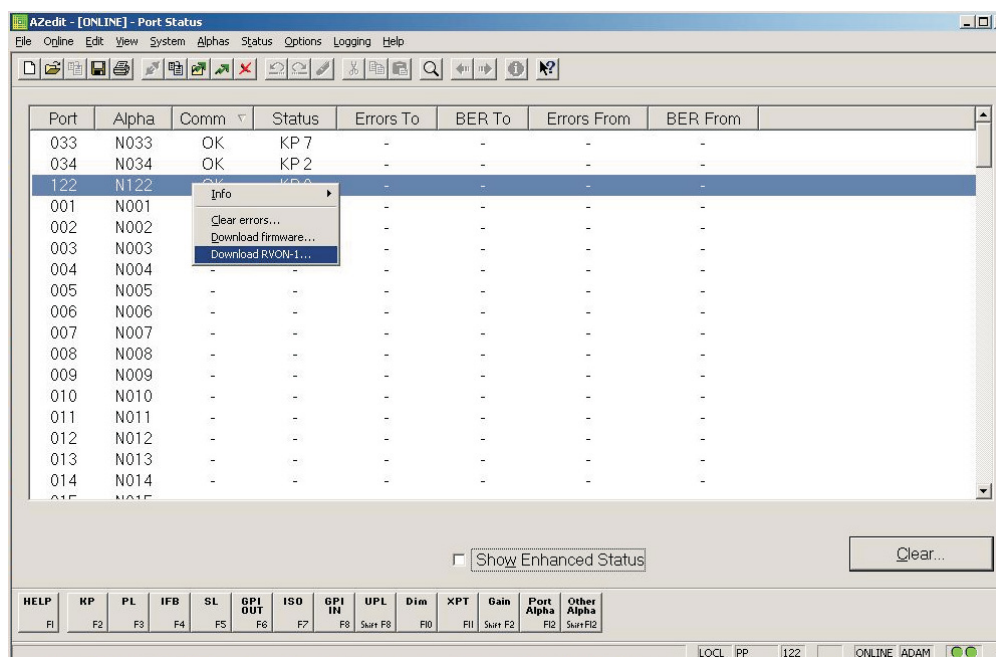 AZedit - [ONLINE] - Port Status
File Online Edit View System Alphas Status Options Logging Help
Port Alpha Comm Status Errors To BER To Errors From BER From
033 N033 OK KP 7 - - - -
034 N034 OK KP 2 - - - -
122 N122 - - - -
Info
001 N001 - - - -
Clear errors...
002 N002 - - - -
Download firmware...
003 N003 - - - -
Download RVON-1...
004 N004 - - - - - -
005 N005 - - - - - -
006 N006 - - - - - -
007 N007 - - - - - -
008 N008 - - - - - -
009 N009 - - - - - -
010 N010 - - - - - -
011 N011 - - - - - -
012 N012 - - - - - -
013 N013 - - - - - -
014 N014 - - - - - -
Show Enhanced Status
Clear...
HELP KP PL IFB SL GPI OUT ISO GPI IN UPL Dim XPT Gain Port Alpha Other Alpha
F1 F2 F3 F4 F5 F6 F7 F8 Shift F8 F10 F11 Shift F2 F12 Shift F12
LOCL PP 122 ONLINE ADAM